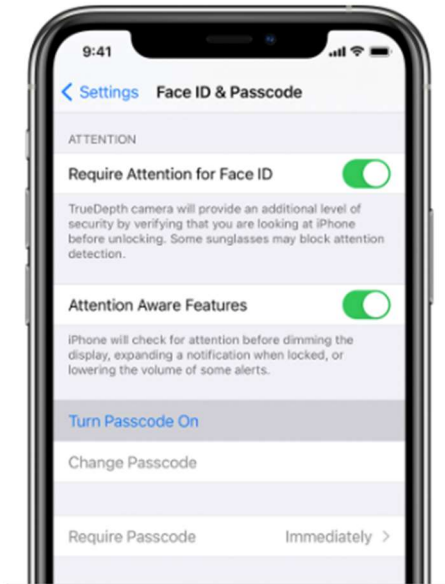 9:41
Settings Face ID & Passcode
ATTENTION
Require Attention for Face ID
TrueDepth camera will provide an additional level of
security by verifying that you are looking at iPhone
before unlocking. Some sunglasses may block attention
detection.
Attention Aware Features
iPhone will check for attention before dimming the
display, expanding a notification when locked, or
lowering the volume of some alerts.
Turn Passcode On
Change Passcode
Require Passcode Immediately